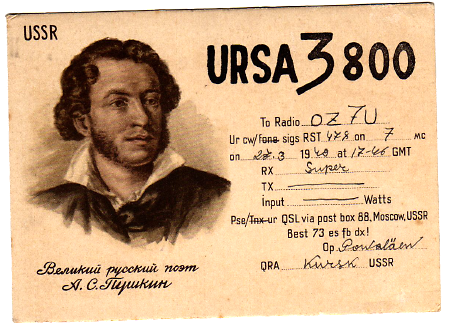 USSR
URSA3800
To Radio OZ7U
Ur cw/fone sigs RST 478 on 7 mc
on 27.3 1949 at 17-46 GMT
RX Super
TX
input Watts
Pse/Tnx ur QSL via post box 88, Moscow, USSR
Best 73 es fb dx!
Op
QRA Kursk USSR
Великий русский поэт
А.С.Пушкин